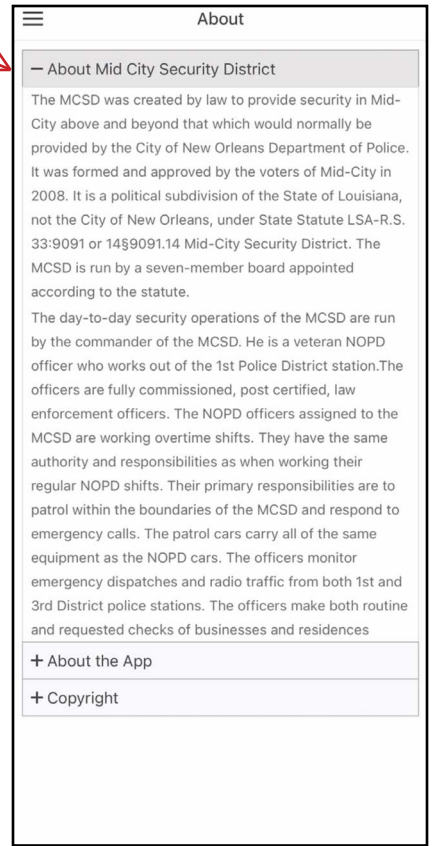 About
− About Mid City Security District
The MCSD was created by law to provide security in Mid-
City above and beyond that which would normally be
provided by the City of New Orleans Department of Police.
It was formed and approved by the voters of Mid-City in
2008. It is a political subdivision of the State of Louisiana,
not the City of New Orleans, under State Statute LSA-R.S.
33:9091 or 14§9091.14 Mid-City Security District. The
MCSD is run by a seven-member board appointed
according to the statute.
The day-to-day security operations of the MCSD are run
by the commander of the MCSD. He is a veteran NOPD
officer who works out of the 1st Police District station.The
officers are fully commissioned, post certified, law
enforcement officers. The NOPD officers assigned to the
MCSD are working overtime shifts. They have the same
authority and responsibilities as when working their
regular NOPD shifts. Their primary responsibilities are to
patrol within the boundaries of the MCSD and respond to
emergency calls. The patrol cars carry all of the same
equipment as the NOPD cars. The officers monitor
emergency dispatches and radio traffic from both 1st and
3rd District police stations. The officers make both routine
and requested checks of businesses and residences
+ About the App
+ Copyright